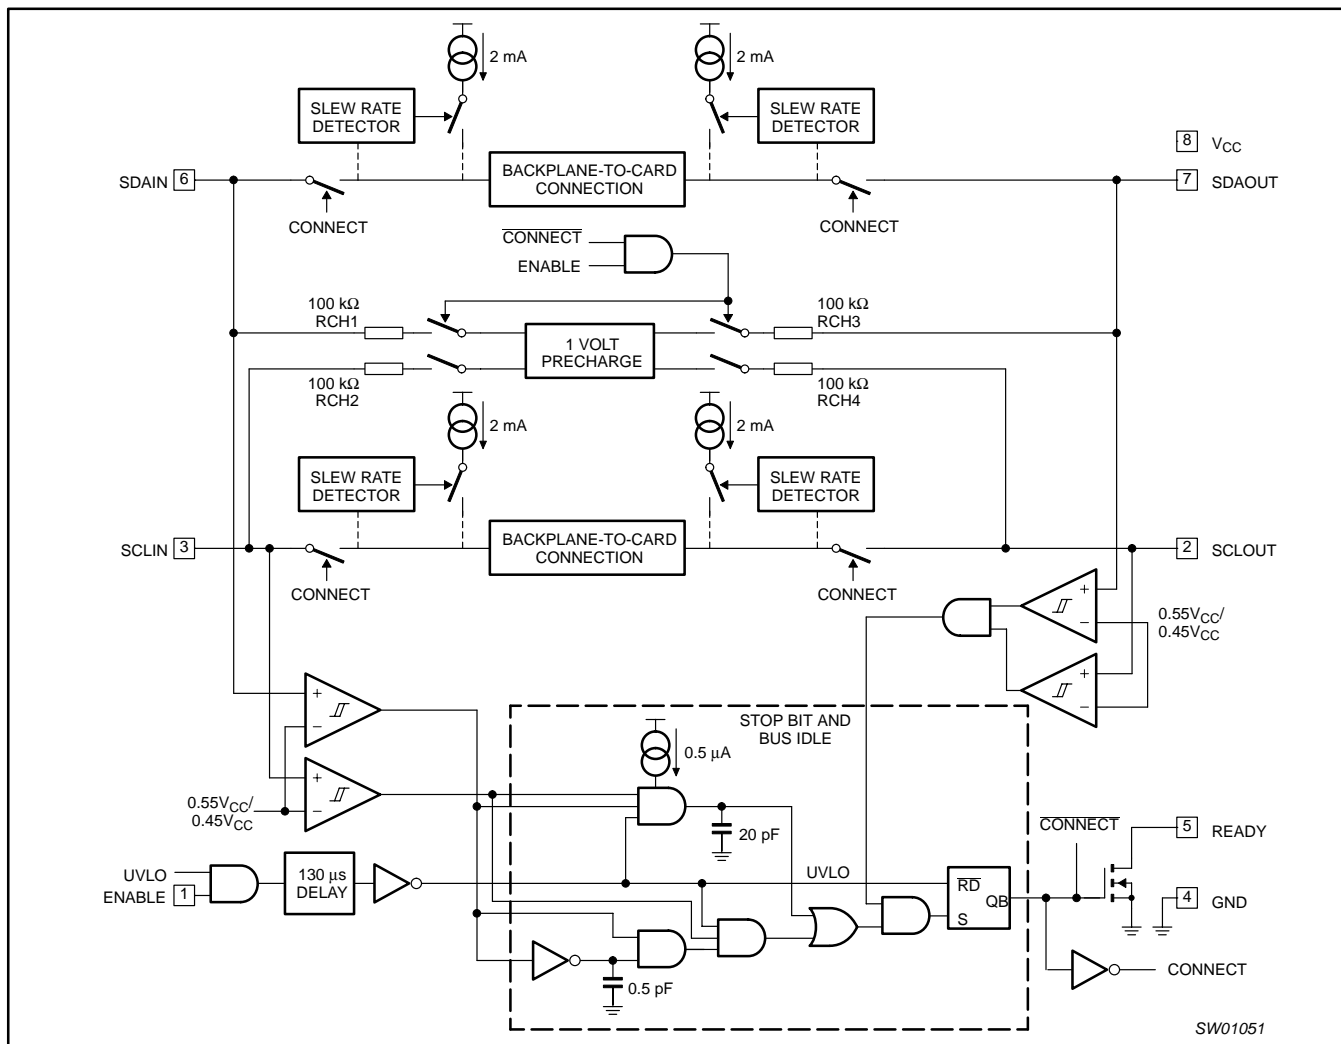 2 mA
2 mA
SLEW RATE
DETECTOR
SLEW RATE
DETECTOR
8 VCC
BACKPLANE-TO-CARD
CONNECTION
SDAIN 6
7 SDAOUT
CONNECT
CONNECT
CONNECT
ENABLE
100 kΩ
RCH1
100 kΩ
RCH3
1 VOLT
PRECHARGE
100 kΩ
RCH2
100 kΩ
RCH4
2 mA
2 mA
SLEW RATE
DETECTOR
SLEW RATE
DETECTOR
BACKPLANE-TO-CARD
CONNECTION
SCLIN 3
2 SCLOUT
CONNECT
CONNECT
+
−
0.55VCC/
0.45VCC
+
−
+
−
STOP BIT AND
BUS IDLE
0.5 µA
+
−
0.55VCC/
0.45VCC
20 pF
CONNECT
5 READY
UVLO
ENABLE 1
130 µs
DELAY
UVLO
RD
QB
S
4 GND
CONNECT
0.5 pF
SW01051